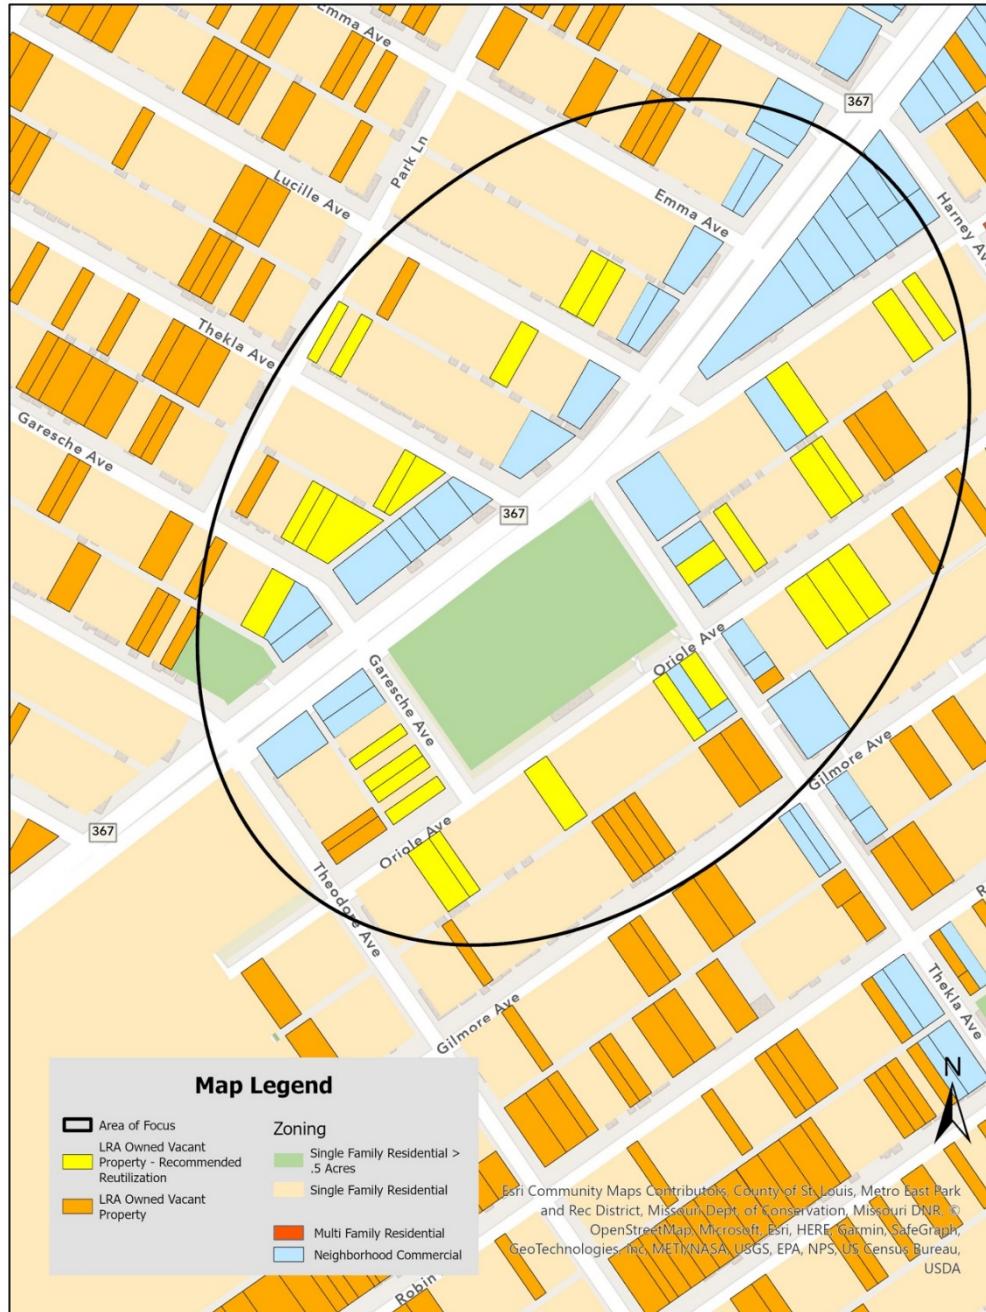 Emma Ave
367
Park Ln
Lucille Ave
Emma Ave
Harney Av
Thekla Ave
Garesche Ave
367
Oriole Ave
Garesche Ave
Gilmore Ave
367
Oriole Ave
Theodore Ave
Thekla Ave
Gilmore Ave
R
N
Map Legend
Area of Focus
LRA Owned Vacant
Property - Recommended
Reutilization
LRA Owned Vacant
Property
Zoning
Single Family Residential >
.5 Acres
Single Family Residential
Multi Family Residential
Neighborhood Commercial
Esri Community Maps Contributors, County of St. Louis, Metro East Park
and Rec District, Missouri Dept. of Conservation, Missouri DNR, ©
OpenStreetMap, Microsoft, Esri, HERE, Garmin, SafeGraph,
GeoTechnologies, Inc, METI/NASA, USGS, EPA, NPS, US Census Bureau,
USDA
Robin